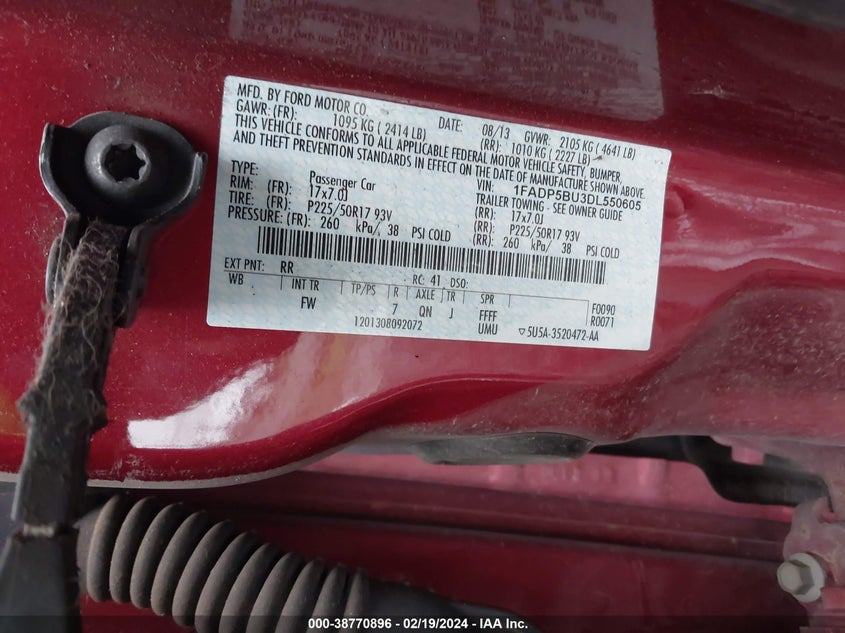 MFD. BY FORD MOTOR CO. DATE: 08/13 GVWR: 2105 KG ( 4641 LB)
GAWR: (FR): 1095 KG ( 2414 LB) (RR): 1010 KG ( 2227 LB)
THIS VEHICLE CONFORMS TO ALL APPLICABLE FEDERAL MOTOR VEHICLE SAFETY, BUMPER,
AND THEFT PREVENTION STANDARDS IN EFFECT ON THE DATE OF MANUFACTURE SHOWN ABOVE.
VIN: 1FADP5BU3DL550605
TYPE: Passenger Car TRAILER TOWING - SEE OWNER GUIDE
RIM: (FR): 17x7.0J (RR): 17x7.0J
TIRE: (FR): P225/50R17 93V (RR): P225/50R17 93V
PRESSURE: (FR): 260 kPa/ 38 PSI COLD (RR): 260 kPa/ 38 PSI COLD
EXT PNT: RR RC: 41 DSO:
WB INT TR TP/PS R AXLE TR SPR F0090
FW 7 QN J FFFF R0071
1201308092072 UMU 5U5A-3520472-AA
000-38770896 - 02/19/2024 - IAA Inc.